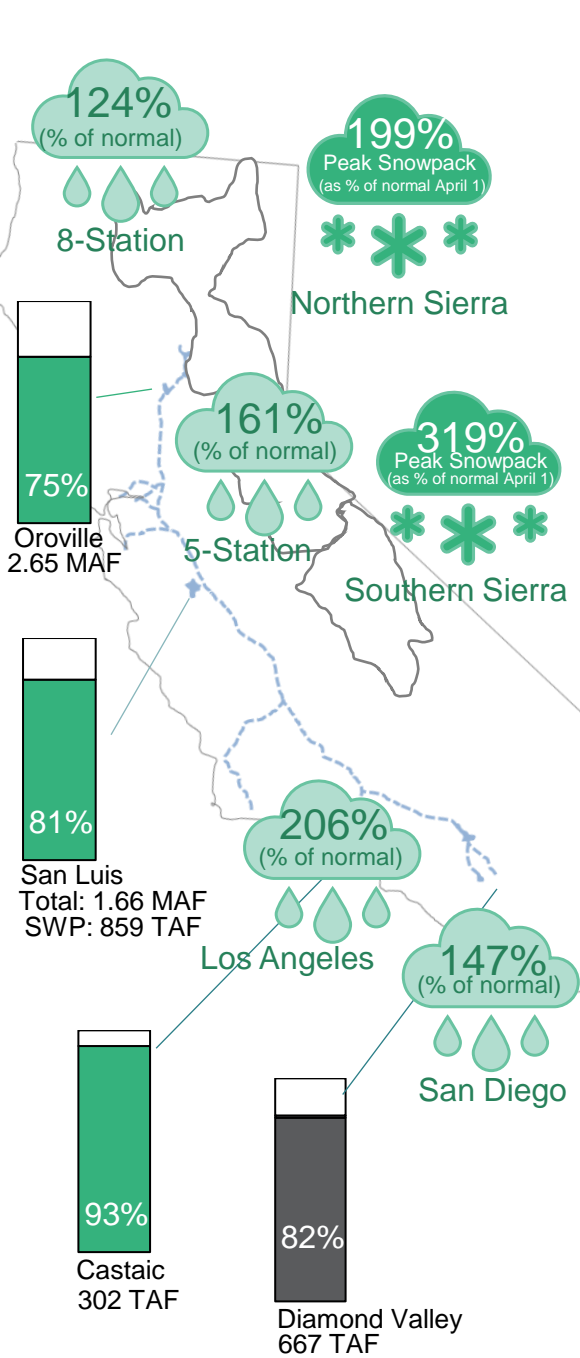 124%
(% of normal)
8-Station
199%
Peak Snowpack
(as % of normal April 1)
Northern Sierra
161%
(% of normal)
5-Station
319%
Peak Snowpack
(as % of normal April 1)
Southern Sierra
75%
Oroville
2.65 MAF
81%
San Luis
Total: 1.66 MAF
SWP: 859 TAF
206%
(% of normal)
Los Angeles
147%
(% of normal)
San Diego
93%
Castaic
302 TAF
82%
Diamond Valley
667 TAF